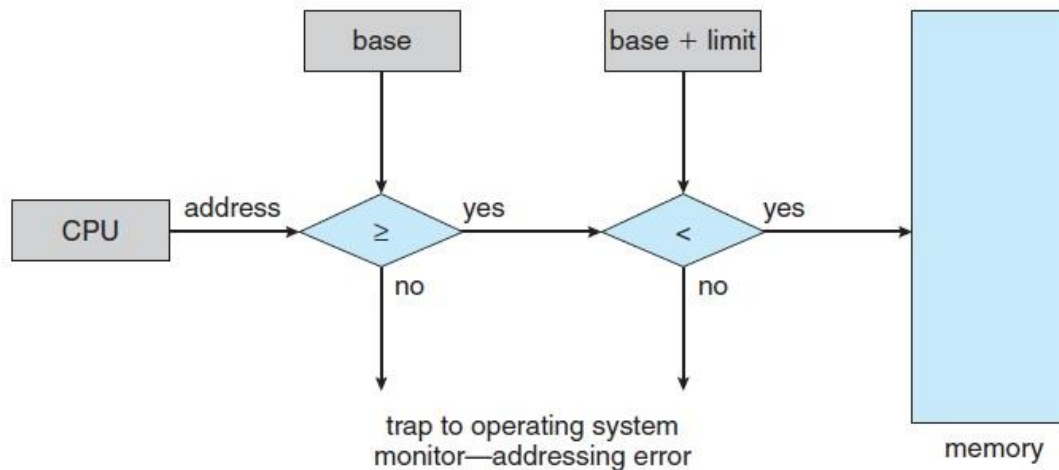 base
base + limit
CPU
address
≥
yes
<
yes
no
no
trap to operating system
monitor—addressing error
memory